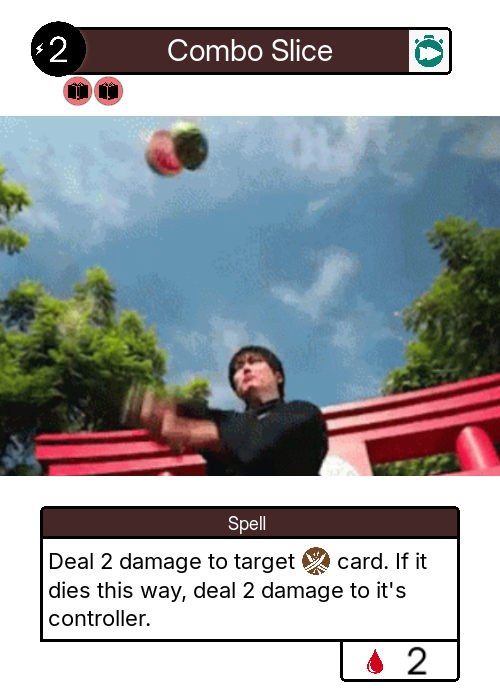 2
Combo Slice
Spell
Deal 2 damage to target card. If it
dies this way, deal 2 damage to it's
controller.
2